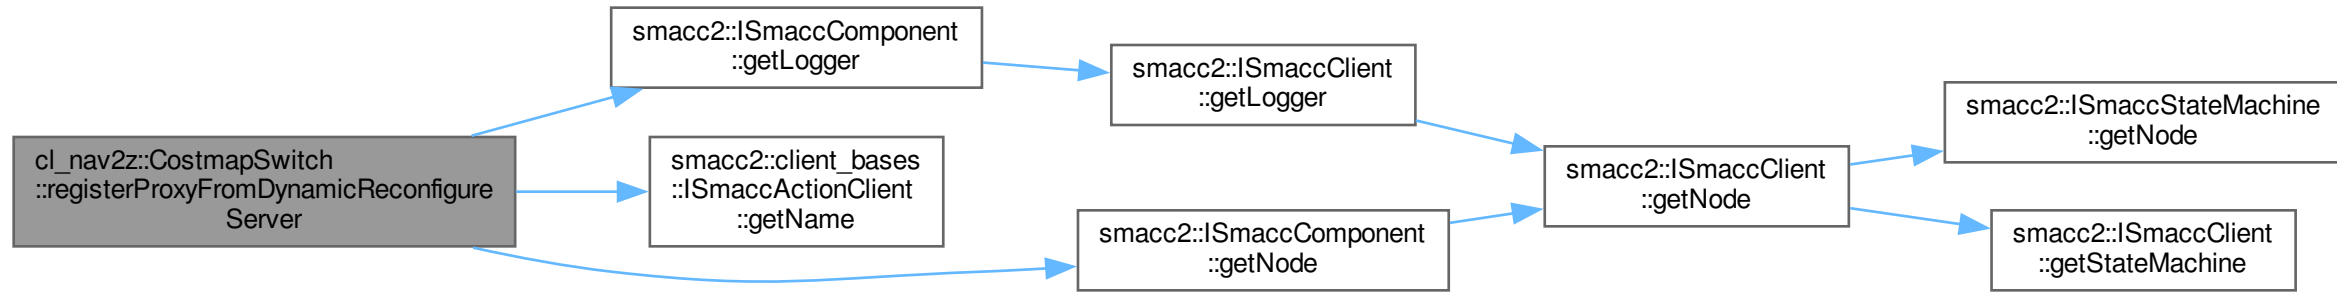 cl_nav2z::CostmapSwitch
::registerProxyFromDynamicReconfigure
Server
smacc2::ISmaccComponent
::getLogger
smacc2::client_bases
::ISmaccActionClient
::getName
smacc2::ISmaccComponent
::getNode
smacc2::ISmaccClient
::getLogger
smacc2::ISmaccClient
::getNode
smacc2::ISmaccStateMachine
::getNode
smacc2::ISmaccClient
::getStateMachine